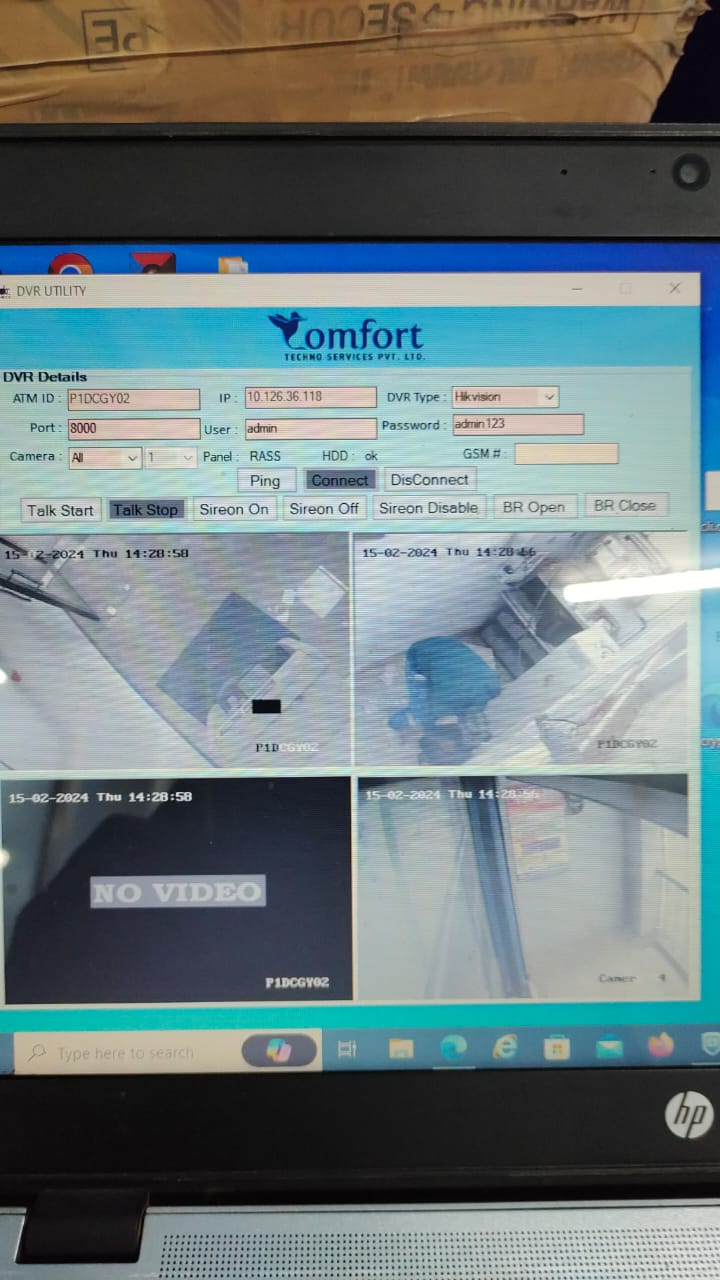 DVR UTILITY
Comfort
TECHNO SERVICES PVT. LTD.
DVR Details
ATM ID : P1DCGY02 IP : 10.126.36.118 DVR Type : Hikvision
Port : 8000 User : admin Password : admin123
Camera : All 1 Panel : RASS HDD : ok GSM # :
Ping Connect DisConnect
Talk Start Talk Stop Sireon On Sireon Off Sireon Disable BR Open BR Close
15-02-2024 Thu 14:28:58 15-02-2024 Thu 14:28:56
P1DCGY02 P1DCGY02
15-02-2024 Thu 14:28:58 15-02-2024 Thu 14:28:56
NO VIDEO
P1DCGY02 Camer 4
Type here to search
hp